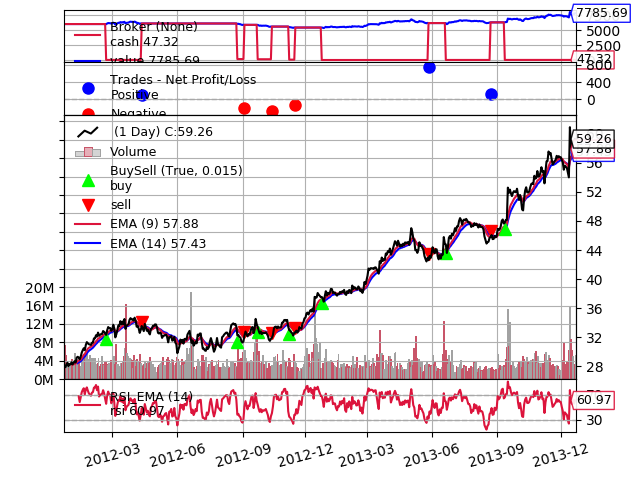 Broker (None)
cash 47.32
value 7785.69
7785.69
5000
2500
47.32
Trades - Net Profit/Loss
Positive
Negative
800
400
0
(1 Day) C:59.26
Volume
BuySell (True, 0.015)
buy
sell
EMA (9) 57.88
EMA (14) 57.43
59.26
57.88
56
52
48
44
40
36
32
28
20M
16M
12M
8M
4M
0M
RSI_EMA (14)
rsi 60.97
60.97
30
2012-03
2012-06
2012-09
2012-12
2013-03
2013-06
2013-09
2013-12